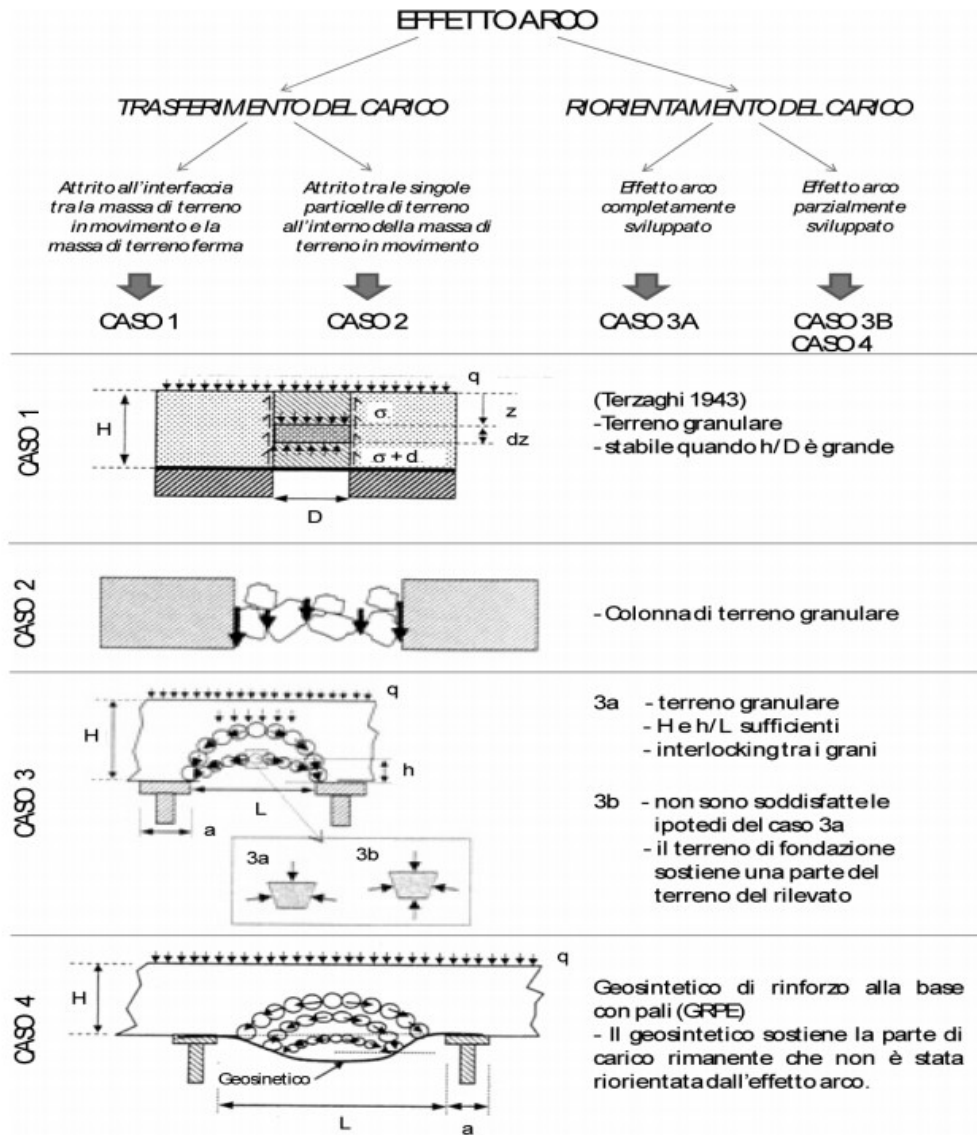 EFFETTO ARCO
TRASFERIMENTO DEL CARICO
RIORIENTAMENTO DEL CARICO
Attrito all'interfaccia
tra la massa di terreno
in movimento e la
massa di terreno ferma
Attrito tra le singole
particelle di terreno
all'interno della massa di
terreno in movimento
Effetto arco
completamente
sviluppato
Effetto arco
parzialmente
sviluppato
CASO 1
CASO 2
CASO 3A
CASO 3B
CASO 4
CASO 1
q
H
σ
z
dz
σ + d
D
(Terzaghi 1943)
-Terreno granulare
- stabile quando h/D è grande
CASO 2
- Colonna di terreno granulare
CASO 3
q
H
h
L
a
3a
3b
3a - terreno granulare
- H e h/L sufficienti
- interlocking tra i grani
3b - non sono soddisfatte le
ipotedi del caso 3a
- il terreno di fondazione
sostiene una parte del
terreno del rilevato
CASO 4
q
H
Geosinetico
L
a
Geosintetico di rinforzo alla base
con pali (GRPE)
- Il geosintetico sostiene la parte di
carico rimanente che non è stata
riorientata dall'effetto arco.